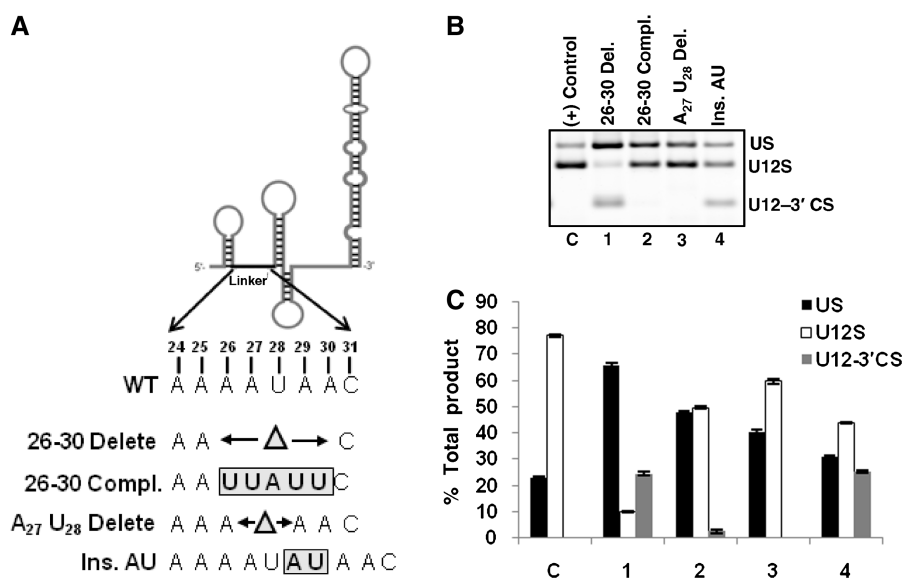 A
5'-
-3'
Linker
24 25 26 27 28 29 30 31
WT A A A A U A A C
26-30 Delete A A Δ C
26-30 Compl. A A U U A U U C
A₂₇ U₂₈ Delete A A A Δ A A C
Ins. AU A A A A U A U A A C
B
(+) Control
26-30 Del.
26-30 Compl.
A₂₇ U₂₈ Del.
Ins. AU
US
U12S
U12–3′ CS
C 1 2 3 4
C
% Total product
90
80
70
60
50
40
30
20
10
0
US
U12S
U12-3′CS
C 1 2 3 4